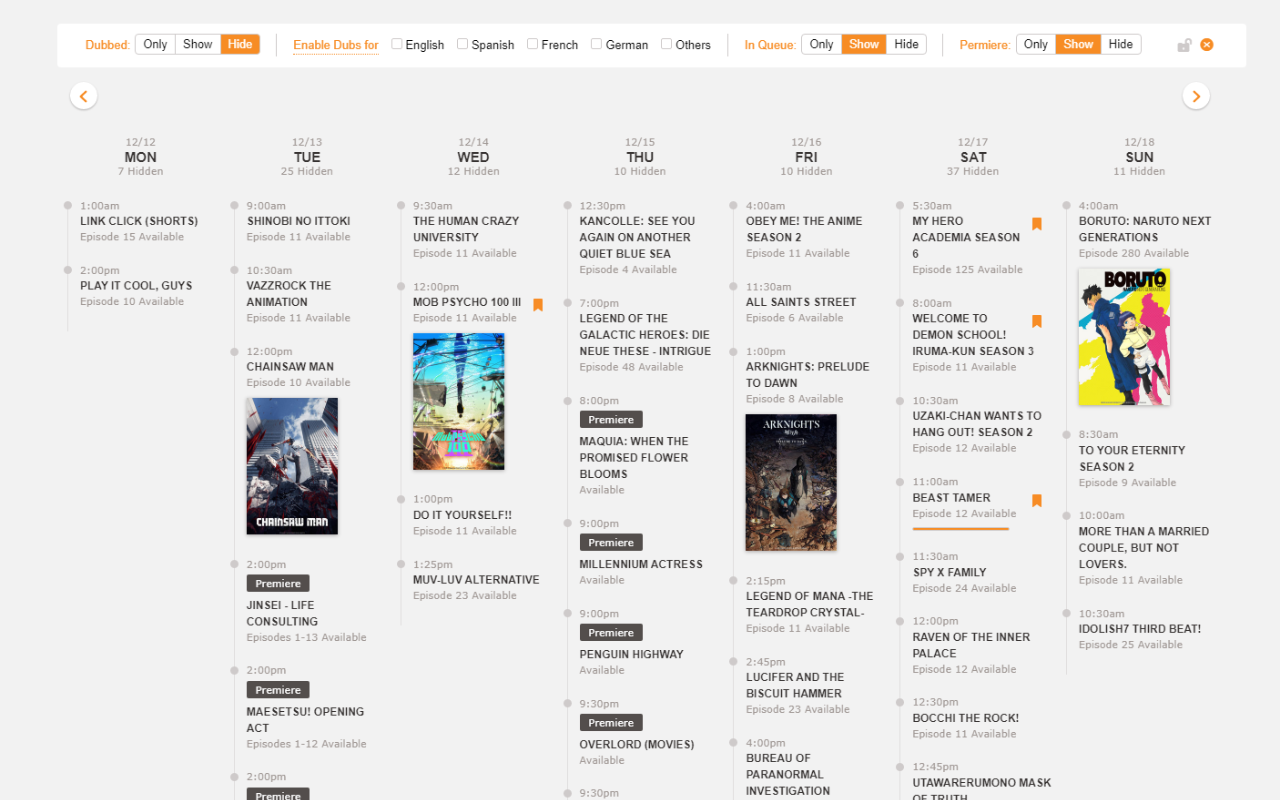 Dubbed: Only Show Hide Enable Dubs for English Spanish French German Others In Queue: Only Show Hide Permiere: Only Show Hide
12/12
MON
7 Hidden
1:00am
LINK CLICK (SHORTS)
Episode 15 Available
2:00pm
PLAY IT COOL, GUYS
Episode 10 Available
12/13
TUE
25 Hidden
9:00am
SHINOBI NO ITTOKI
Episode 11 Available
10:30am
VAZZROCK THE
ANIMATION
Episode 11 Available
12:00pm
CHAINSAW MAN
Episode 10 Available
CHAINSAW MAN
2:00pm
Premiere
JINSEI - LIFE
CONSULTING
Episodes 1-13 Available
2:00pm
Premiere
MAESETSU! OPENING
ACT
Episodes 1-12 Available
2:00pm
Premiere
12/14
WED
12 Hidden
9:30am
THE HUMAN CRAZY
UNIVERSITY
Episode 11 Available
12:00pm
MOB PSYCHO 100 III
Episode 11 Available
1:00pm
DO IT YOURSELF!!
Episode 11 Available
1:25pm
MUV-LUV ALTERNATIVE
Episode 23 Available
12/15
THU
10 Hidden
12:30pm
KANCOLLE: SEE YOU
AGAIN ON ANOTHER
QUIET BLUE SEA
Episode 4 Available
7:00pm
LEGEND OF THE
GALACTIC HEROES: DIE
NEUE THESE - INTRIGUE
Episode 48 Available
8:00pm
Premiere
MAQUIA: WHEN THE
PROMISED FLOWER
BLOOMS
Available
9:00pm
Premiere
MILLENNIUM ACTRESS
Available
9:00pm
Premiere
PENGUIN HIGHWAY
Available
9:30pm
Premiere
OVERLORD (MOVIES)
Available
9:30pm
12/16
FRI
10 Hidden
4:00am
OBEY ME! THE ANIME
SEASON 2
Episode 11 Available
11:30am
ALL SAINTS STREET
Episode 6 Available
1:00pm
ARKNIGHTS: PRELUDE
TO DAWN
Episode 8 Available
ARKNIGHTS
2:15pm
LEGEND OF MANA -THE
TEARDROP CRYSTAL-
Episode 11 Available
2:45pm
LUCIFER AND THE
BISCUIT HAMMER
Episode 23 Available
4:00pm
BUREAU OF
PARANORMAL
INVESTIGATION
12/17
SAT
37 Hidden
5:30am
MY HERO
ACADEMIA SEASON
6
Episode 125 Available
8:00am
WELCOME TO
DEMON SCHOOL!
IRUMA-KUN SEASON 3
Episode 11 Available
10:30am
UZAKI-CHAN WANTS TO
HANG OUT! SEASON 2
Episode 12 Available
11:00am
BEAST TAMER
Episode 12 Available
11:30am
SPY X FAMILY
Episode 24 Available
12:00pm
RAVEN OF THE INNER
PALACE
Episode 12 Available
12:30pm
BOCCHI THE ROCK!
Episode 11 Available
12:45pm
UTAWARERUMONO MASK
OF TRUTH
12/18
SUN
11 Hidden
4:00am
BORUTO: NARUTO NEXT
GENERATIONS
Episode 280 Available
BORUTO
8:30am
TO YOUR ETERNITY
SEASON 2
Episode 9 Available
10:00am
MORE THAN A MARRIED
COUPLE, BUT NOT
LOVERS.
Episode 11 Available
10:30am
IDOLISH7 THIRD BEAT!
Episode 25 Available